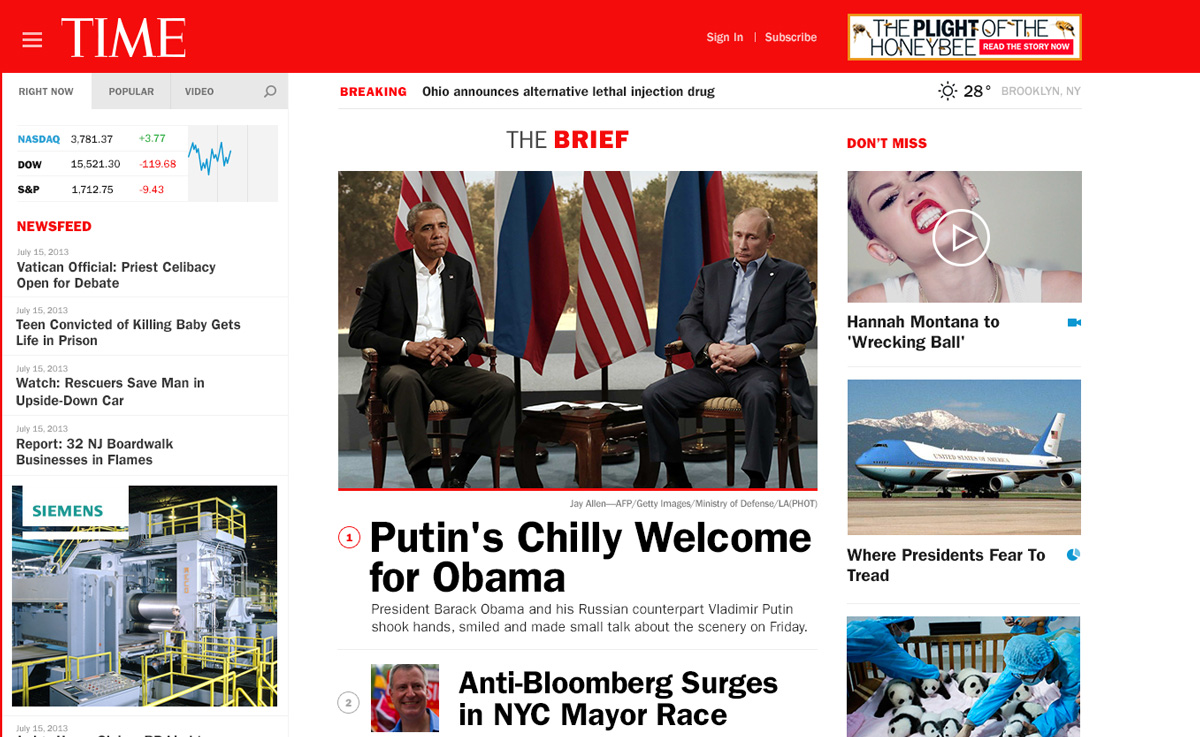 TIME
Sign In | Subscribe
THE PLIGHT OF THE
HONEYBEE READ THE STORY NOW
RIGHT NOW
POPULAR
VIDEO
BREAKING Ohio announces alternative lethal injection drug
28° BROOKLYN, NY
NASDAQ 3,781.37 +3.77
DOW 15,521.30 -119.68
S&P 1,712.75 -9.43
NEWSFEED
July 15, 2013
Vatican Official: Priest Celibacy
Open for Debate
July 15, 2013
Teen Convicted of Killing Baby Gets
Life in Prison
July 15, 2013
Watch: Rescuers Save Man in
Upside-Down Car
July 15, 2013
Report: 32 NJ Boardwalk
Businesses in Flames
SIEMENS
July 15, 2013
THE BRIEF
Jay Allen—AFP/Getty Images/Ministry of Defense/LA(PHOT)
1
Putin's Chilly Welcome
for Obama
President Barack Obama and his Russian counterpart Vladimir Putin
shook hands, smiled and made small talk about the scenery on Friday.
2
Anti-Bloomberg Surges
in NYC Mayor Race
DON'T MISS
Hannah Montana to
'Wrecking Ball'
UNITED STATES OF AMERICA
Where Presidents Fear To
Tread